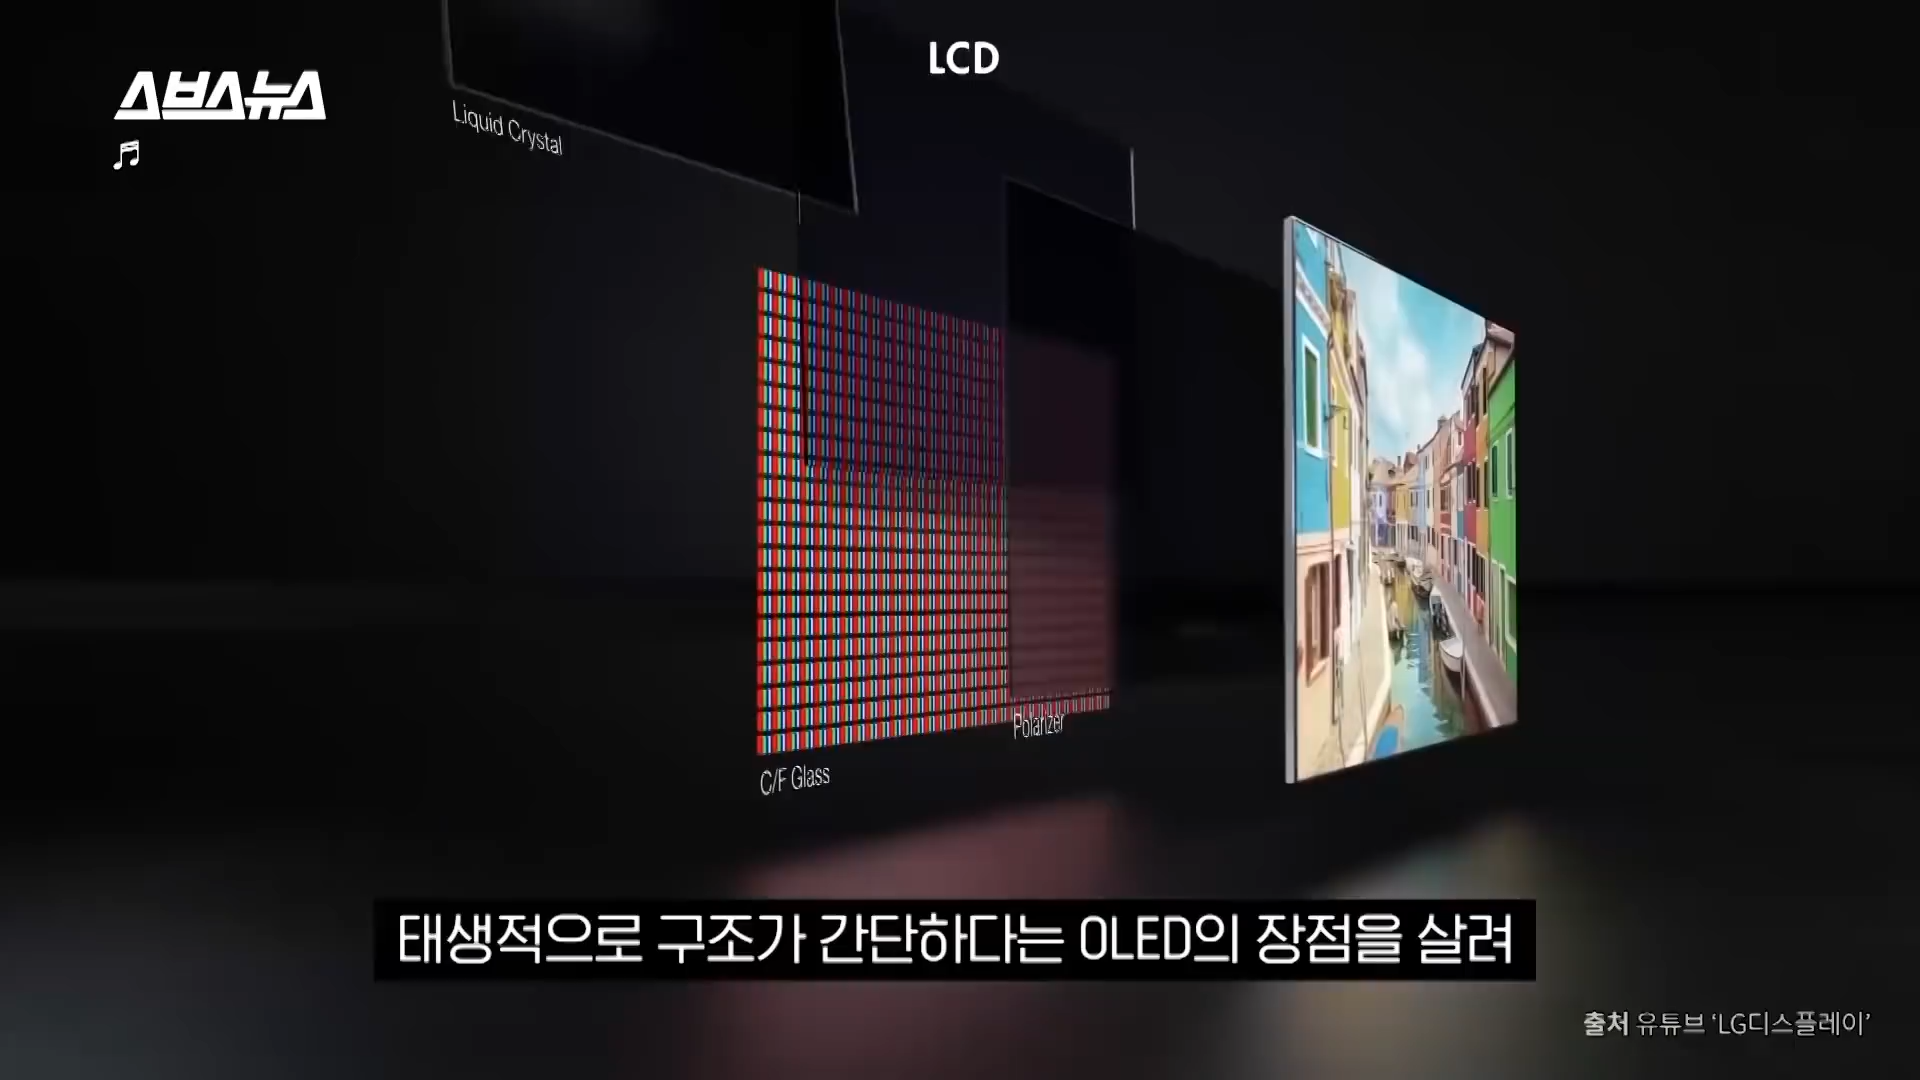 LCD
스브스뉴스
Liquid Crystal
Polarizer
C/F Glass
태생적으로 구조가 간단하다는 OLED의 장점을 살려
출처 유튜브 ‘LG디스플레이’